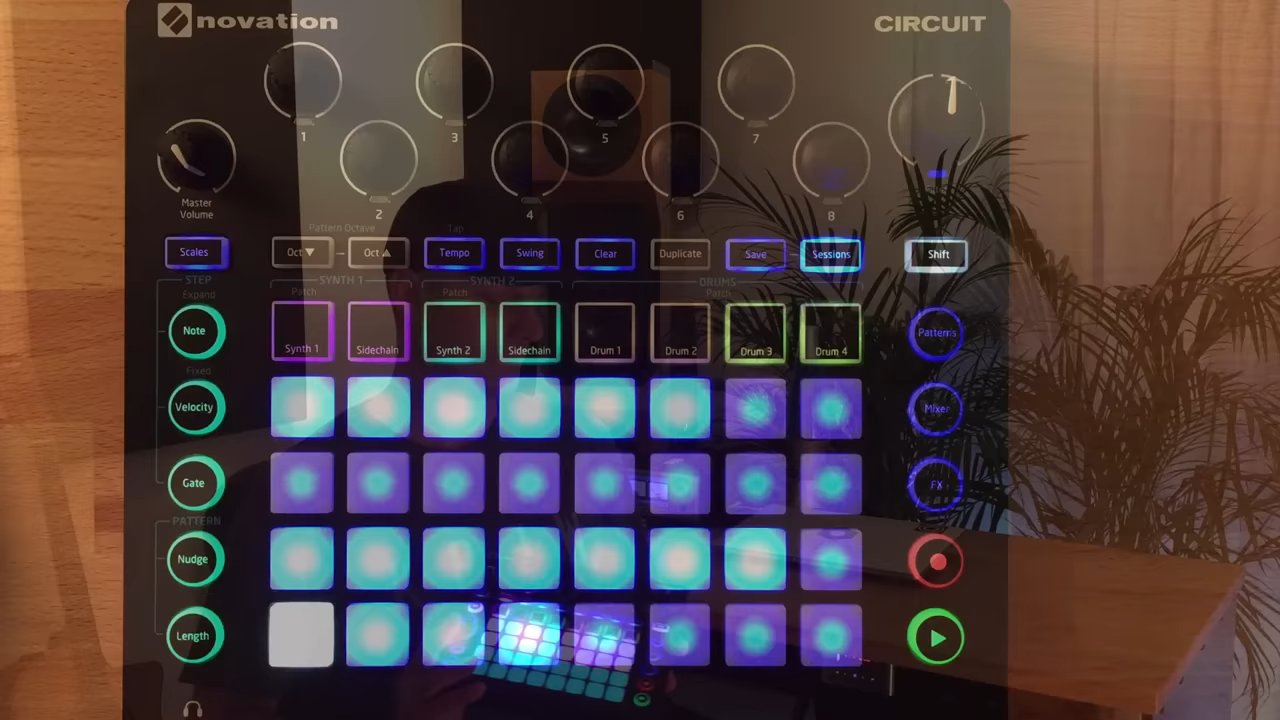 novation
CIRCUIT
1
3
5
7
Master
Volume
2
4
6
8
Pattern Octave
Tap
Scales
Oct ▼
Oct ▲
Tempo
Swing
Clear
Duplicate
Save
Sessions
Shift
STEP
SYNTH 1
SYNTH 2
DRUMS
Expand
Patch
Patch
Patch
Note
Synth 1
Sidechain
Synth 2
Sidechain
Drum 1
Drum 2
Drum 3
Drum 4
Patterns
Fixed
Velocity
Mixer
Gate
FX
PATTERN
Nudge
Length